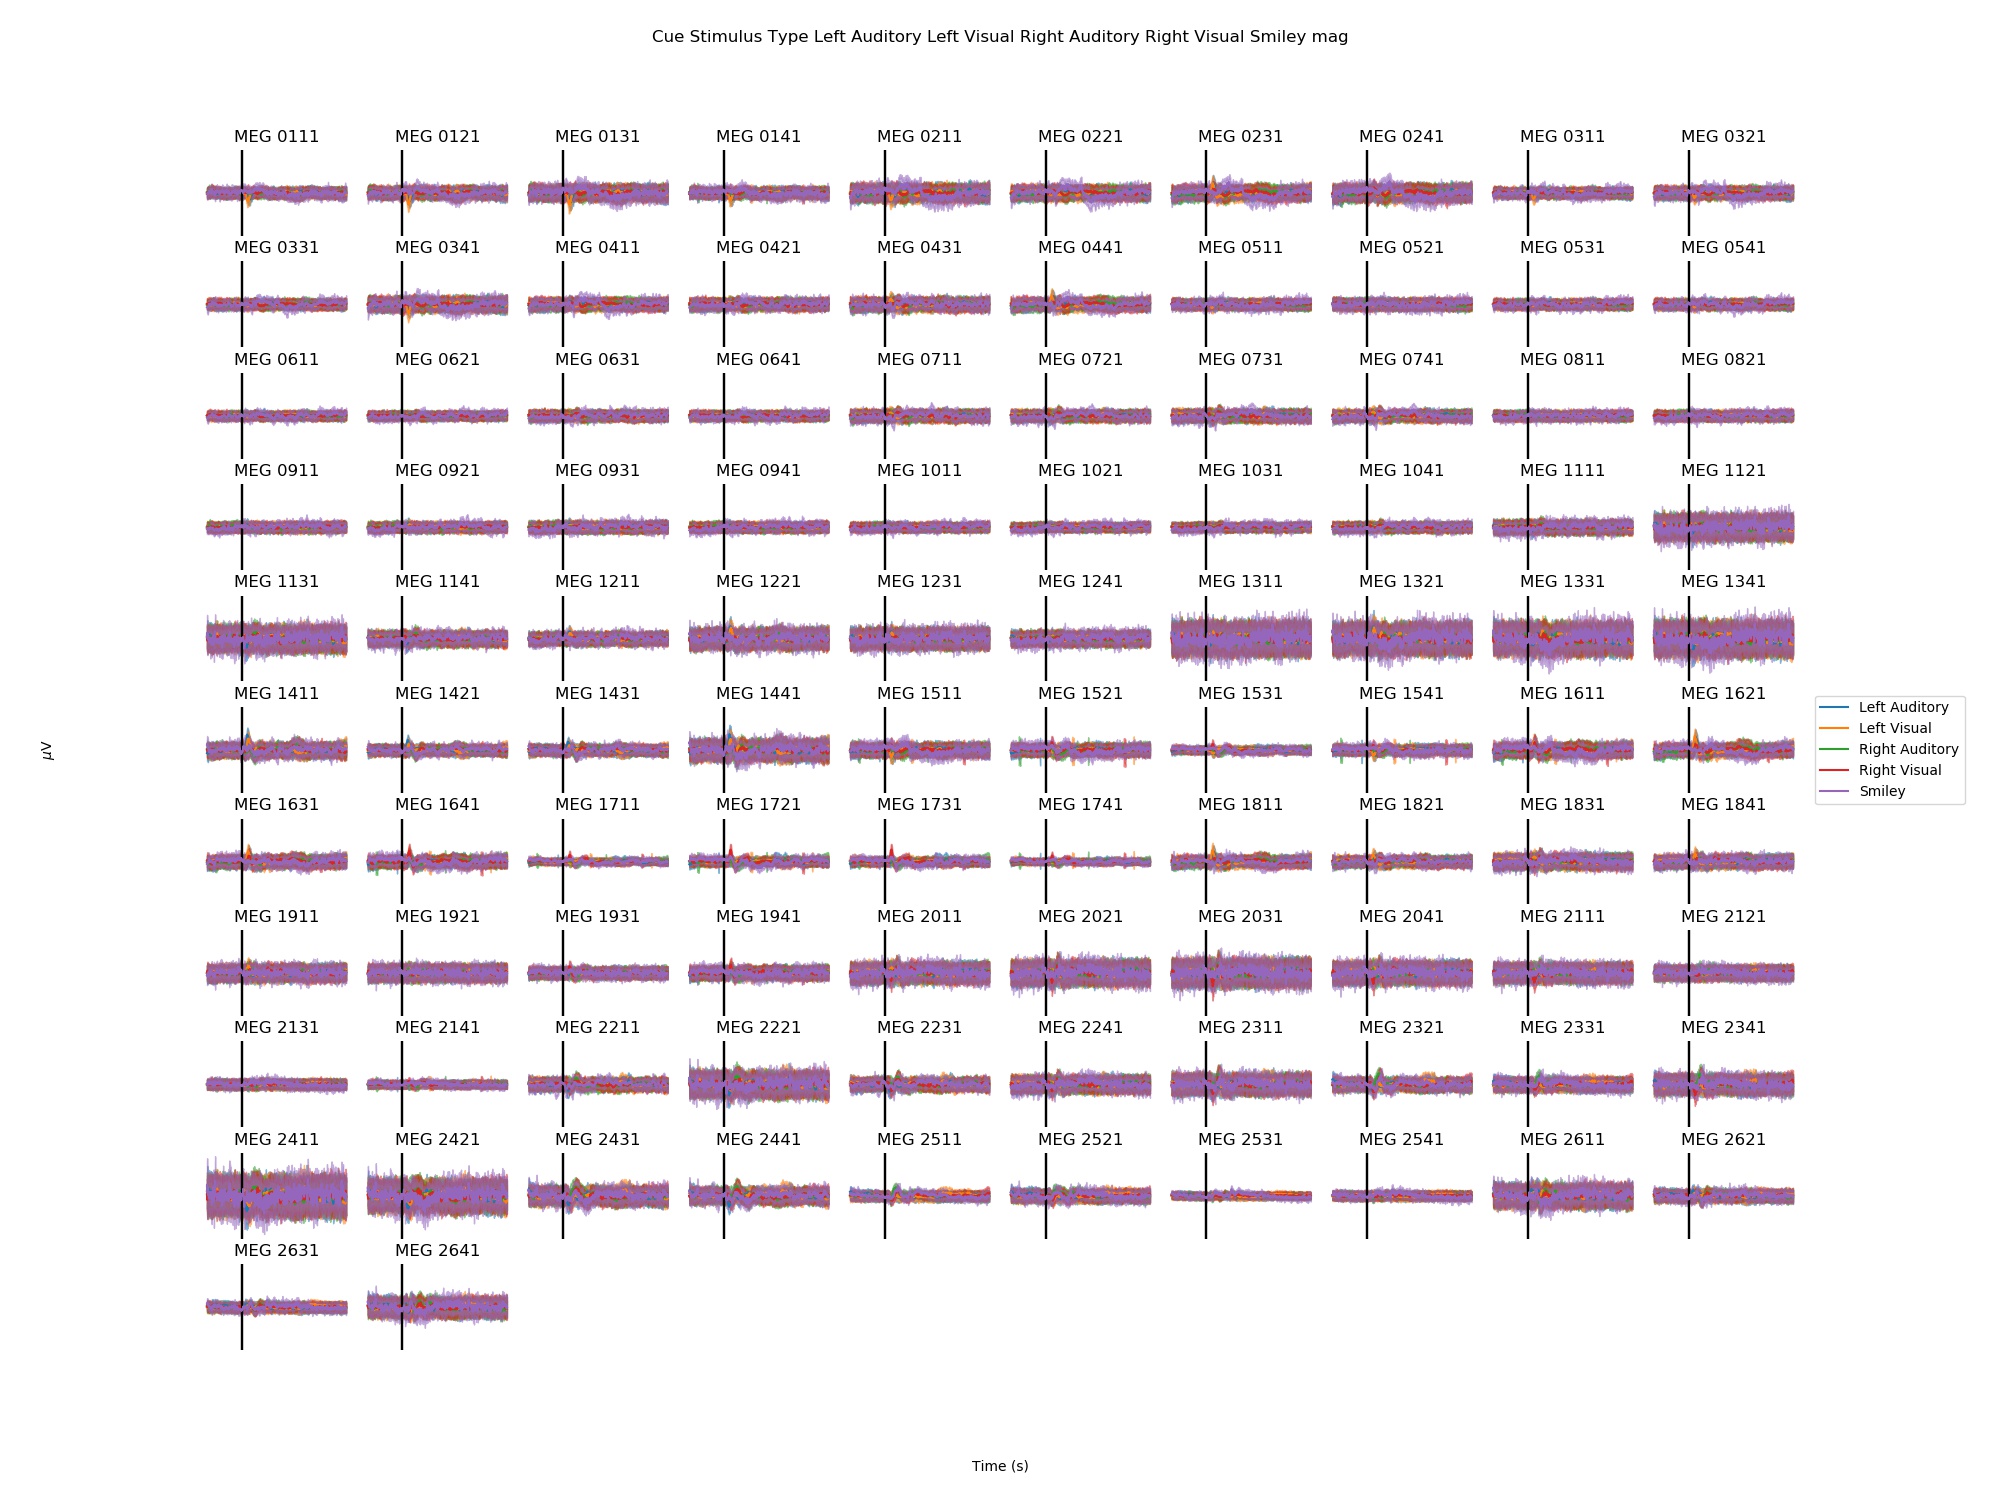 Cue Stimulus Type Left Auditory Left Visual Right Auditory Right Visual Smiley mag
MEG 0111 MEG 0121 MEG 0131 MEG 0141 MEG 0211 MEG 0221 MEG 0231 MEG 0241 MEG 0311 MEG 0321
MEG 0331 MEG 0341 MEG 0411 MEG 0421 MEG 0431 MEG 0441 MEG 0511 MEG 0521 MEG 0531 MEG 0541
MEG 0611 MEG 0621 MEG 0631 MEG 0641 MEG 0711 MEG 0721 MEG 0731 MEG 0741 MEG 0811 MEG 0821
MEG 0911 MEG 0921 MEG 0931 MEG 0941 MEG 1011 MEG 1021 MEG 1031 MEG 1041 MEG 1111 MEG 1121
MEG 1131 MEG 1141 MEG 1211 MEG 1221 MEG 1231 MEG 1241 MEG 1311 MEG 1321 MEG 1331 MEG 1341
MEG 1411 MEG 1421 MEG 1431 MEG 1441 MEG 1511 MEG 1521 MEG 1531 MEG 1541 MEG 1611 MEG 1621
MEG 1631 MEG 1641 MEG 1711 MEG 1721 MEG 1731 MEG 1741 MEG 1811 MEG 1821 MEG 1831 MEG 1841
MEG 1911 MEG 1921 MEG 1931 MEG 1941 MEG 2011 MEG 2021 MEG 2031 MEG 2041 MEG 2111 MEG 2121
MEG 2131 MEG 2141 MEG 2211 MEG 2221 MEG 2231 MEG 2241 MEG 2311 MEG 2321 MEG 2331 MEG 2341
MEG 2411 MEG 2421 MEG 2431 MEG 2441 MEG 2511 MEG 2521 MEG 2531 MEG 2541 MEG 2611 MEG 2621
MEG 2631 MEG 2641
μV
Left Auditory
Left Visual
Right Auditory
Right Visual
Smiley
Time (s)